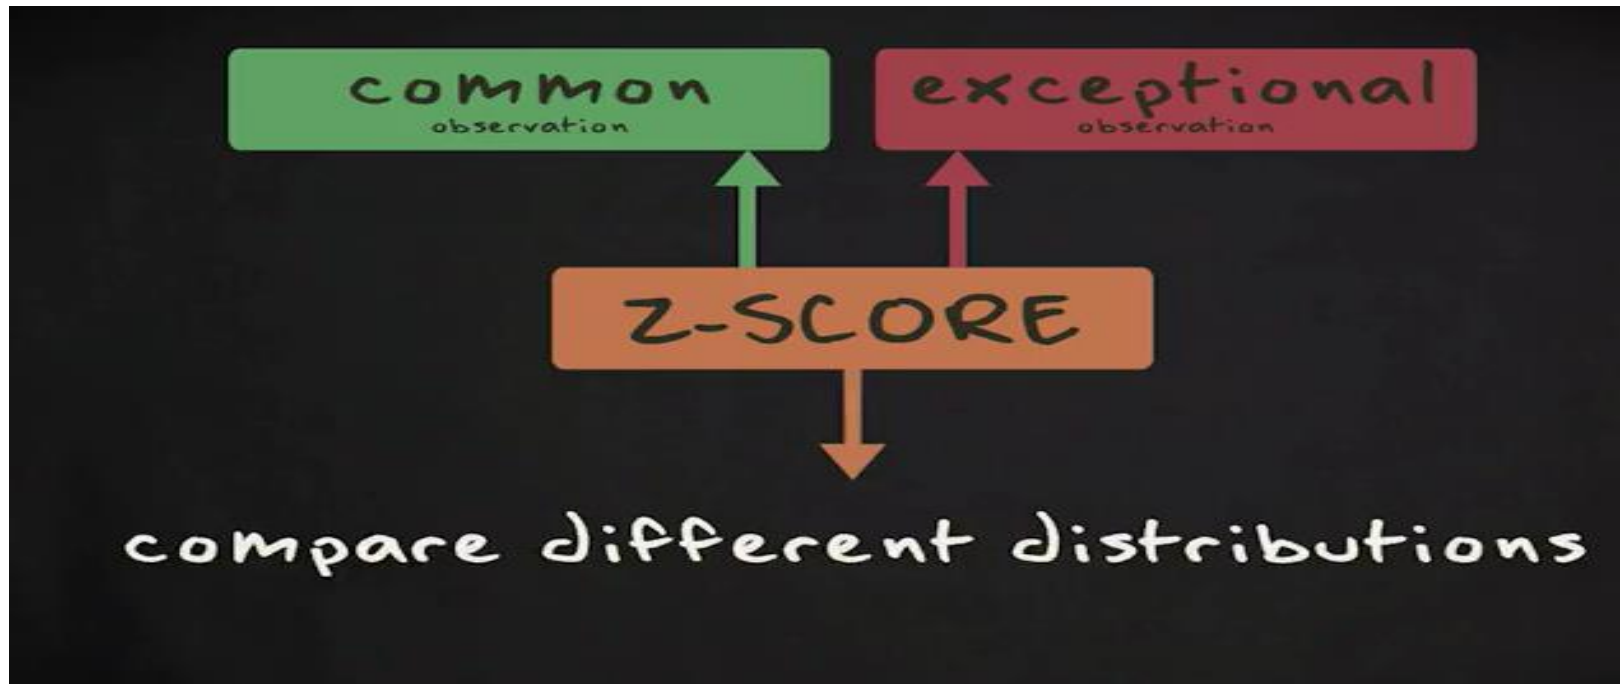 common
observation
exceptional
observation
Z-SCORE
compare different distributions